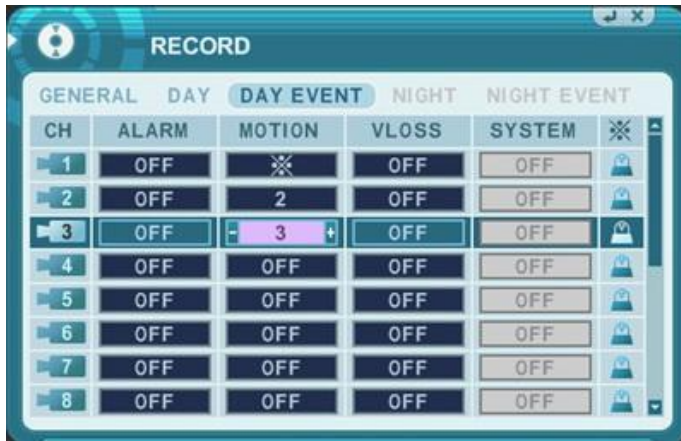 RECORD
GENERAL DAY DAY EVENT NIGHT NIGHT EVENT
CH ALARM MOTION VLOSS SYSTEM ※
1 OFF ※ OFF OFF
2 OFF 2 OFF OFF
3 OFF - 3 + OFF OFF
4 OFF OFF OFF OFF
5 OFF OFF OFF OFF
6 OFF OFF OFF OFF
7 OFF OFF OFF OFF
8 OFF OFF OFF OFF